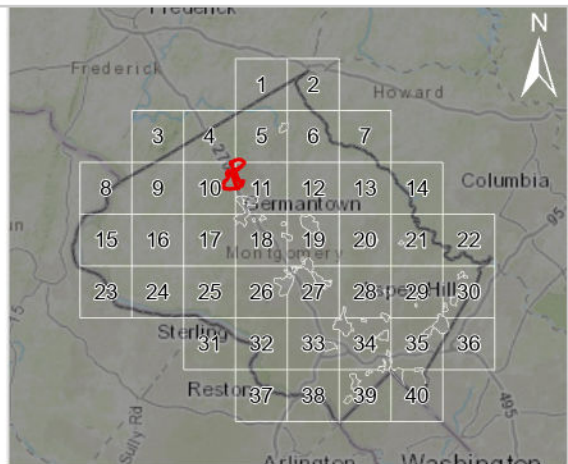 Frederick
N
Frederick
1 2
Howard
3 4 5 6 7
270
8 9 10 11 12 13 14
Columbia
Germantown
95
15 16 17 18 19 20 21 22
Montgomery
23 24 25 26 27 28 29 30
Aspen Hill
15
Sterling
31 32 33 34 35 36
Reston
37 38 39 40
495
Sully Rd
Arlington
Washington